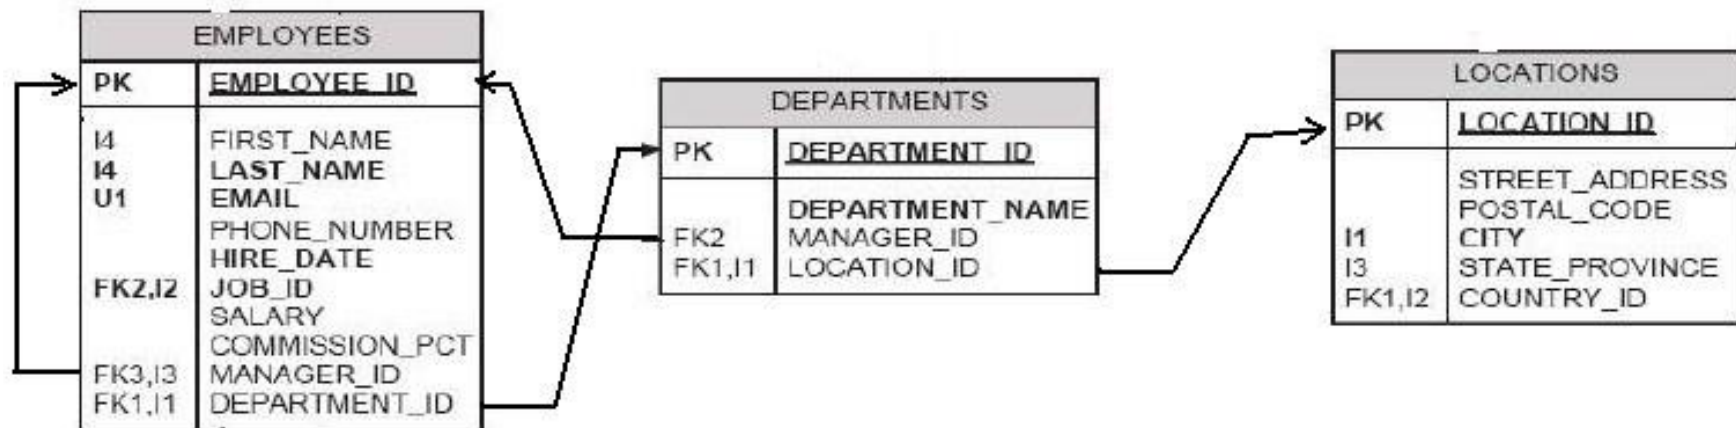 EMPLOYEES
PK EMPLOYEE_ID
I4 FIRST_NAME
I4 LAST_NAME
U1 EMAIL
PHONE_NUMBER
HIRE_DATE
FK2,I2 JOB_ID
SALARY
COMMISSION_PCT
FK3,I3 MANAGER_ID
FK1,I1 DEPARTMENT_ID
DEPARTMENTS
PK DEPARTMENT_ID
DEPARTMENT_NAME
FK2 MANAGER_ID
FK1,I1 LOCATION_ID
LOCATIONS
PK LOCATION_ID
STREET_ADDRESS
POSTAL_CODE
I1 CITY
I3 STATE_PROVINCE
FK1,I2 COUNTRY_ID